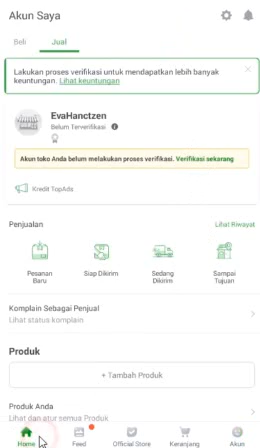 Akun Saya
Beli
Jual
Lakukan proses verifikasi untuk mendapatkan lebih banyak
keuntungan. Lihat keuntungan
EvaHanctzen
Belum Terverifikasi
Akun toko Anda belum melakukan proses verifikasi. Verifikasi sekarang
Kredit TopAds
Penjualan
Lihat Riwayat
Pesanan
Baru
Siap Dikirim
Sedang
Dikirim
Sampai
Tujuan
Komplain Sebagai Penjual
Lihat status komplain
Produk
+ Tambah Produk
Produk Anda
Lihat dan atur semua Produk
Home
Feed
Official Store
Keranjang
Akun